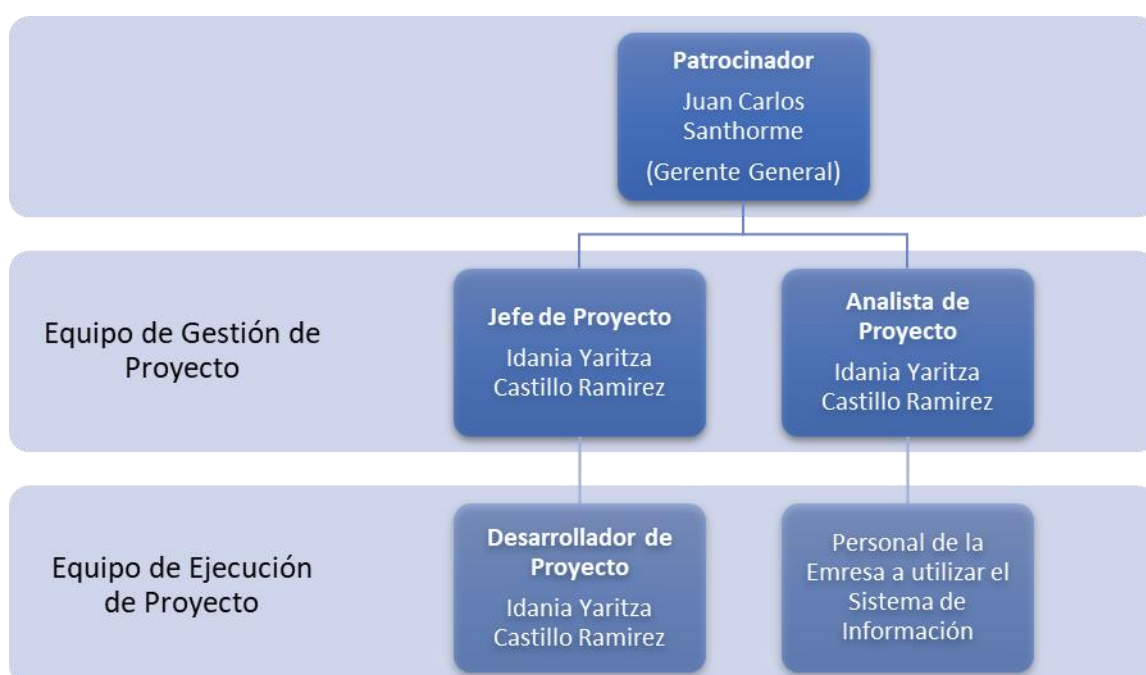 Patrocinador
Juan Carlos
Santhorme
(Gerente General)
Equipo de Gestión de
Proyecto
Jefe de Proyecto
Idania Yaritza
Castillo Ramirez
Analista de
Proyecto
Idania Yaritza
Castillo Ramirez
Equipo de Ejecución
de Proyecto
Desarrollador de
Proyecto
Idania Yaritza
Castillo Ramirez
Personal de la
Emresa a utilizar el
Sistema de
Información